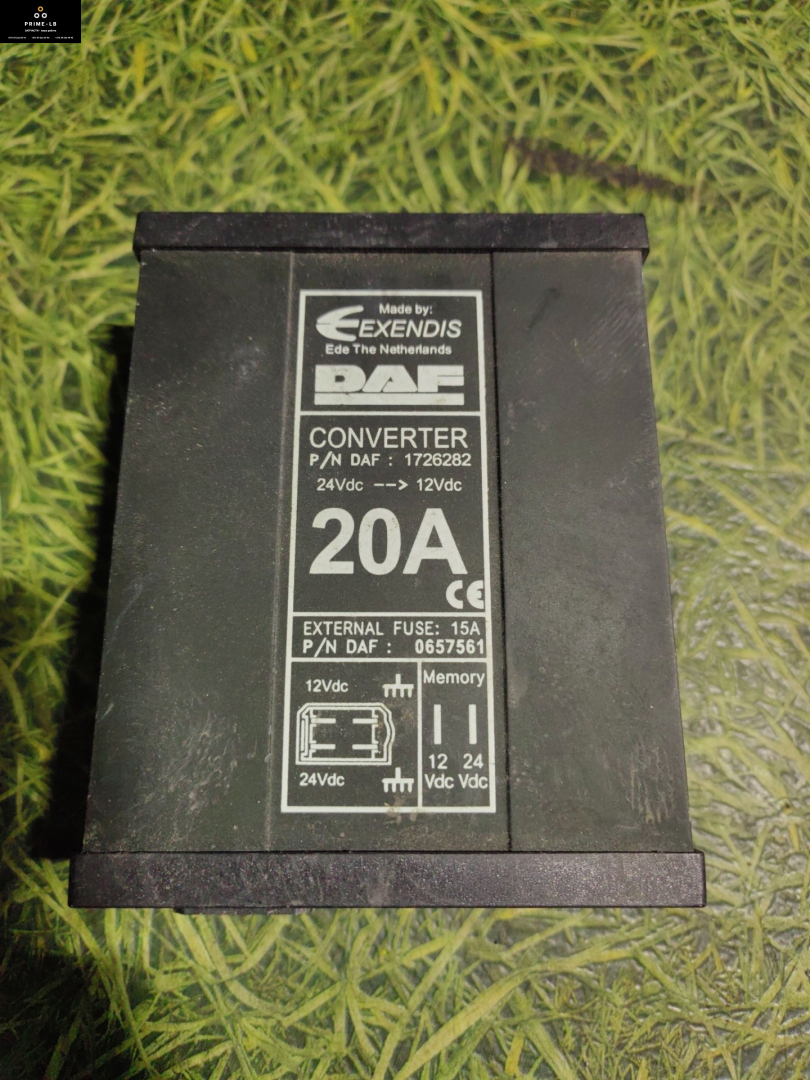 PRIME-LB
Made by:
EXENDIS
Ede The Netherlands
DAF
CONVERTER
P/N DAF : 1726282
24Vdc --> 12Vdc
20A
CE
EXTERNAL FUSE: 15A
P/N DAF : 0657561
12Vdc
24Vdc
Memory
12 24
Vdc Vdc